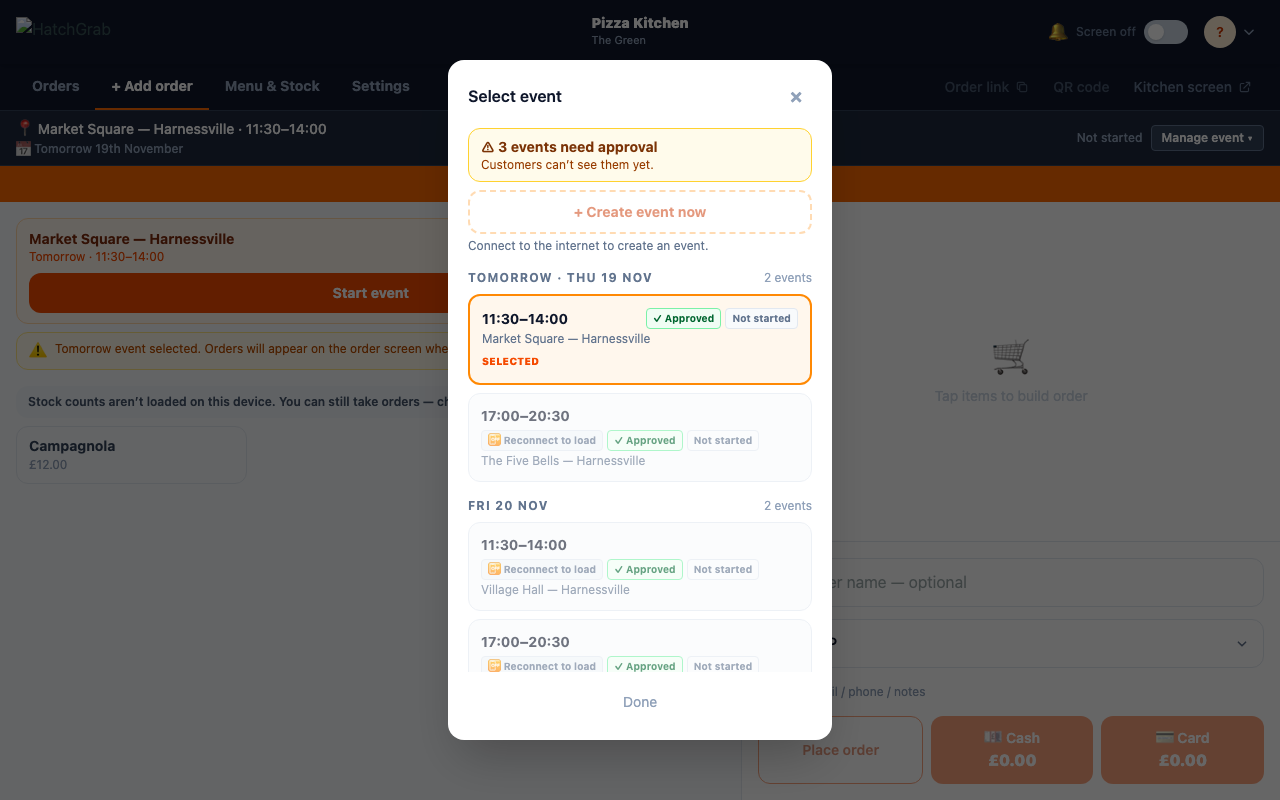 HatchGrab
Pizza Kitchen
The Green
Screen off
?
Orders
+ Add order
Menu & Stock
Settings
Order link
QR code
Kitchen screen
Market Square — Harnessville · 11:30–14:00
Tomorrow 19th November
Not started
Manage event ▾
Market Square — Harnessville
Tomorrow · 11:30–14:00
Start event
Tomorrow event selected. Orders will appear on the order screen
Stock counts aren't loaded on this device. You can still take orders —
Campagnola
£12.00
Select event
×
⚠ 3 events need approval
Customers can't see them yet.
+ Create event now
Connect to the internet to create an event.
TOMORROW · THU 19 NOV
2 events
11:30–14:00
✓ Approved
Not started
Market Square — Harnessville
SELECTED
17:00–20:30
Reconnect to load
✓ Approved
Not started
The Five Bells — Harnessville
FRI 20 NOV
2 events
11:30–14:00
Reconnect to load
✓ Approved
Not started
Village Hall — Harnessville
17:00–20:30
Reconnect to load
✓ Approved
Not started
Done
Tap items to build order
name — optional
/ phone / notes
Place order
Cash
£0.00
Card
£0.00